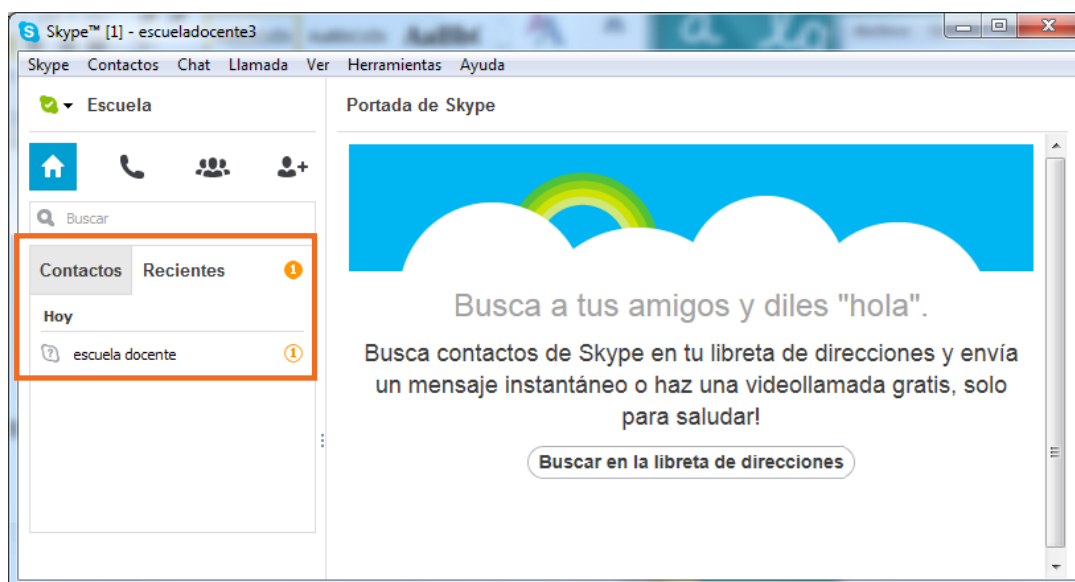 Skype™ [1] - escueladocente3
Skype Contactos Chat Llamada Ver Herramientas Ayuda
Escuela
Buscar
Contactos Recientes 1
Hoy
escuela docente 1
Portada de Skype
Busca a tus amigos y diles "hola".
Busca contactos de Skype en tu libreta de direcciones y envía
un mensaje instantáneo o haz una videollamada gratis, solo
para saludar!
Buscar en la libreta de direcciones